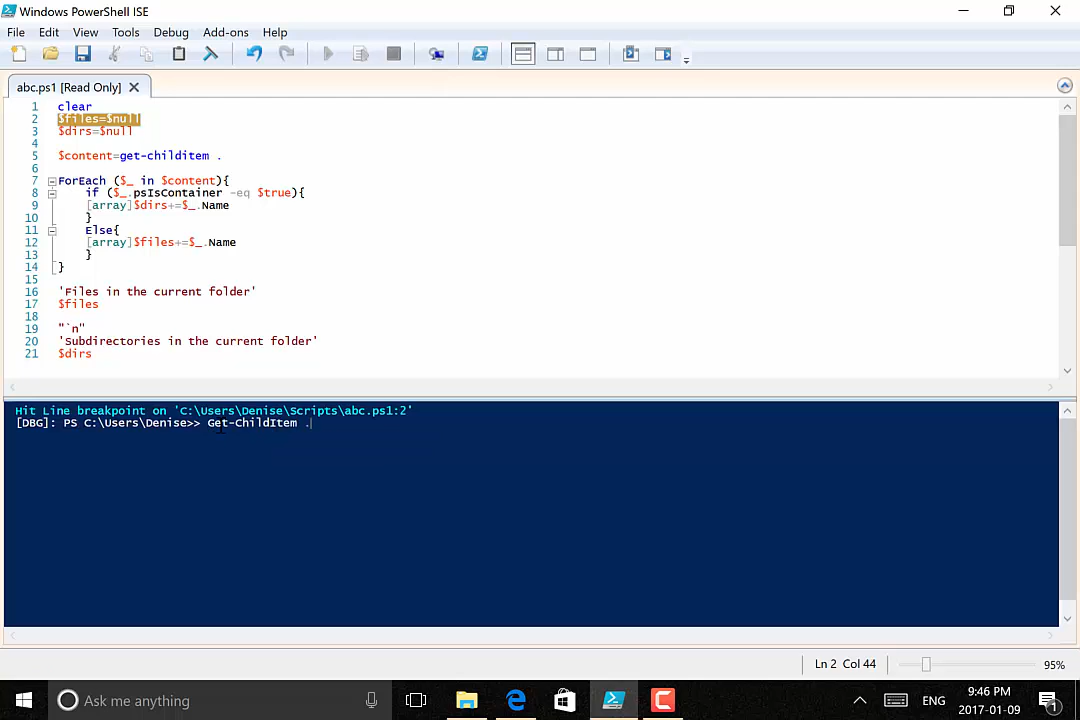 Windows PowerShell ISE
File Edit View Tools Debug Add-ons Help
abc.ps1 [Read Only]
1 clear
2 $files=$null
3 $dirs=$null
4
5 $content=get-childitem .
6
7 ForEach ($_ in $content){
8 if ($_.psIsContainer -eq $true){
9 [array]$dirs+=$_.Name
10 }
11 Else{
12 [array]$files+=$_.Name
13 }
14 }
15
16 'Files in the current folder'
17 $files
18
19 "`n"
20 'Subdirectories in the current folder'
21 $dirs
Hit Line breakpoint on 'C:\Users\Denise\Scripts\abc.ps1:2'
[DBG]: PS C:\Users\Denise>> Get-ChildItem .
Ln 2 Col 44 95%
Ask me anything
ENG
9:46 PM
2017-01-09
1